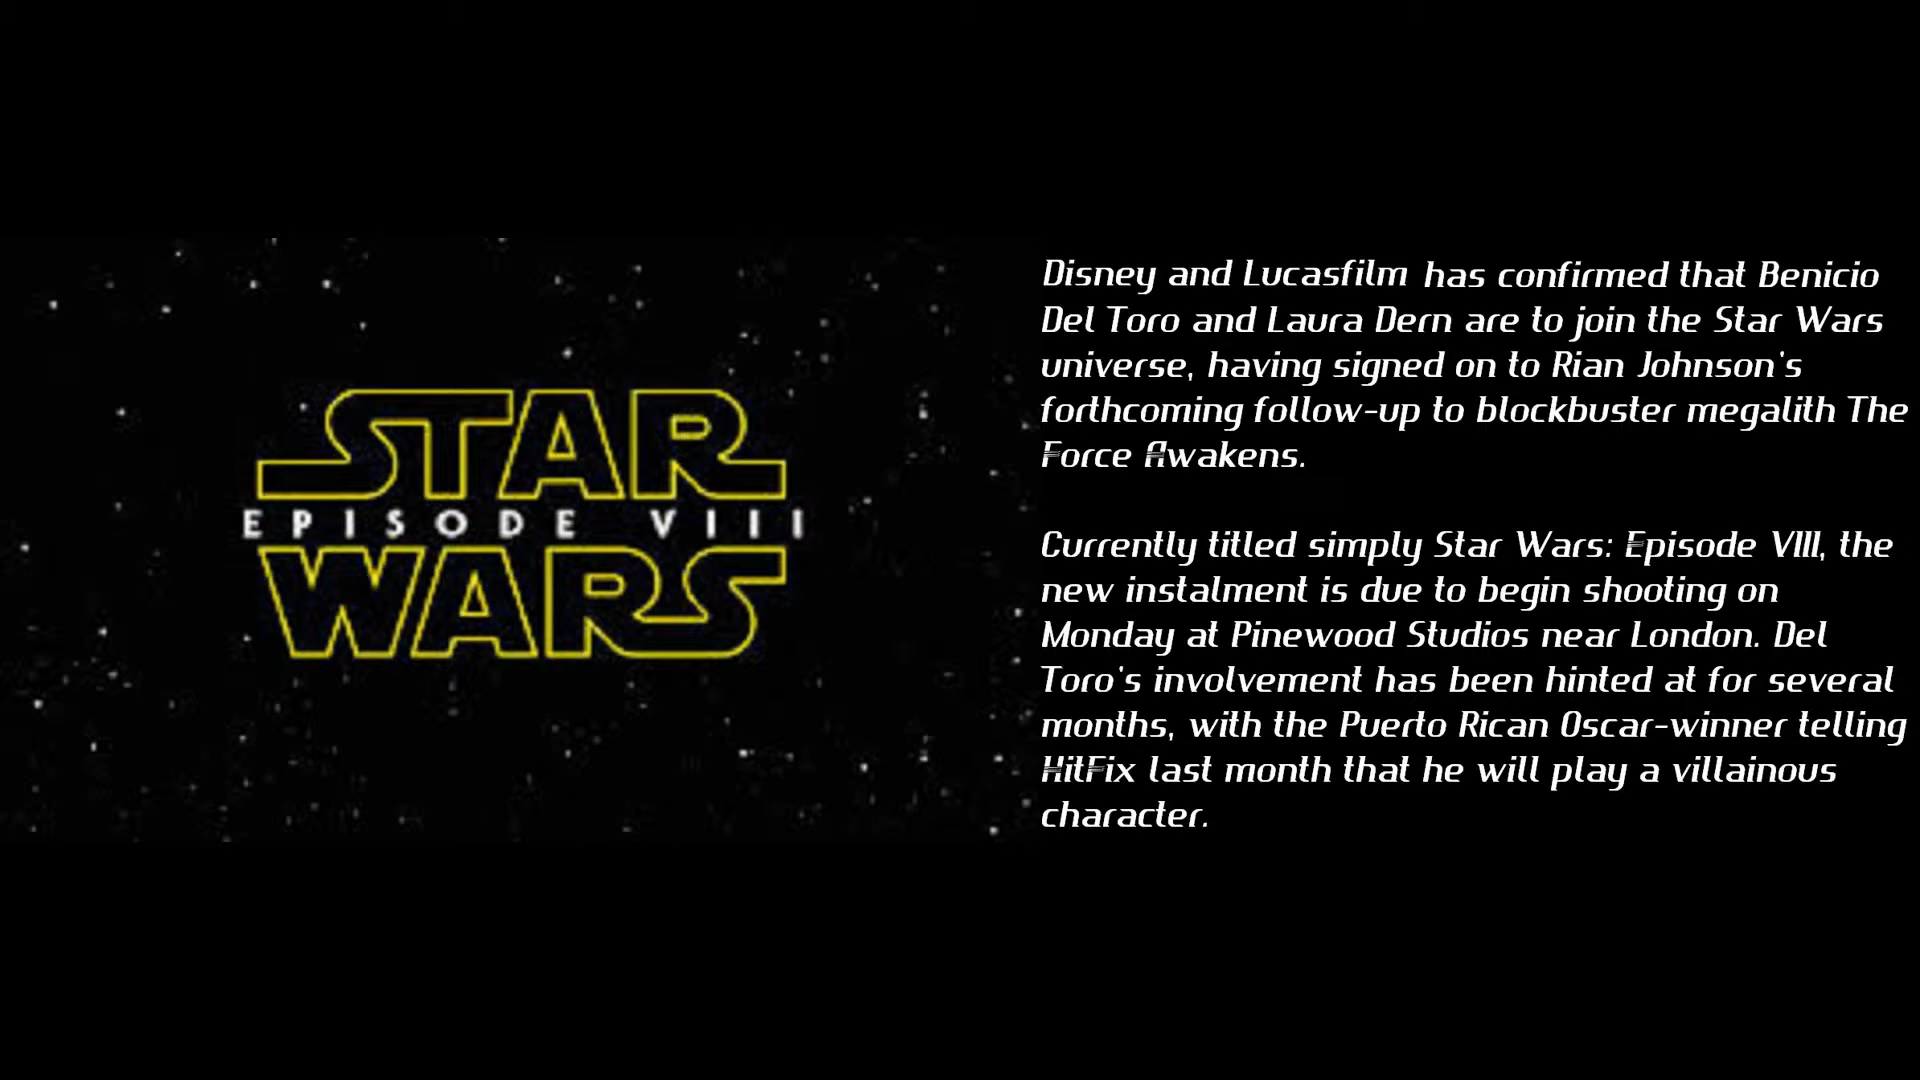 STAR
EPISODE VIII
WARS
Disney and Lucasfilm has confirmed that Benicio
Del Toro and Laura Dern are to join the Star Wars
universe, having signed on to Rian Johnson's
forthcoming follow-up to blockbuster megalith The
Force Awakens.
Currently titled simply Star Wars: Episode VIII, the
new instalment is due to begin shooting on
Monday at Pinewood Studios near London. Del
Toro's involvement has been hinted at for several
months, with the Puerto Rican Oscar-winner telling
HitFix last month that he will play a villainous
character.